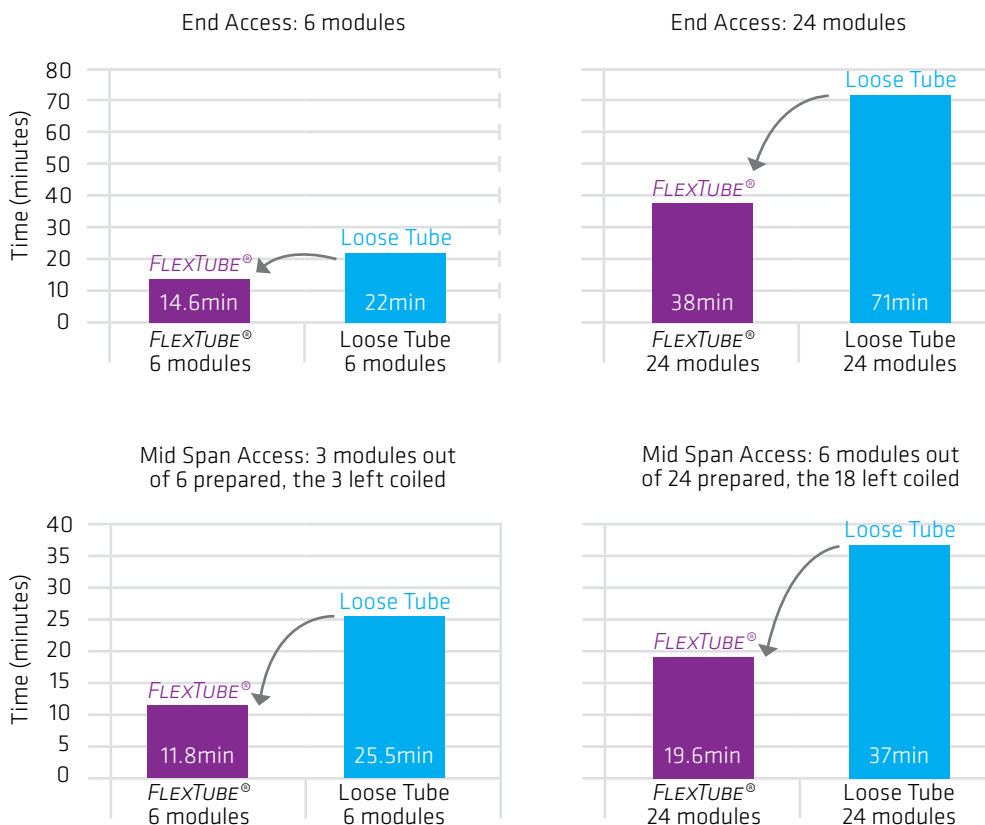 End Access: 6 modules
Time (minutes)
80
70
60
50
40
30
20
10
0
FLEXTUBE®
Loose Tube
14.6min
22min
FLEXTUBE®
6 modules
Loose Tube
6 modules
End Access: 24 modules
Loose Tube
FLEXTUBE®
38min
71min
FLEXTUBE®
24 modules
Loose Tube
24 modules
Mid Span Access: 3 modules out
of 6 prepared, the 3 left coiled
Time (minutes)
40
35
30
25
20
15
10
5
0
Loose Tube
FLEXTUBE®
11.8min
25.5min
FLEXTUBE®
6 modules
Loose Tube
6 modules
Mid Span Access: 6 modules out
of 24 prepared, the 18 left coiled
Loose Tube
FLEXTUBE®
19.6min
37min
FLEXTUBE®
24 modules
Loose Tube
24 modules